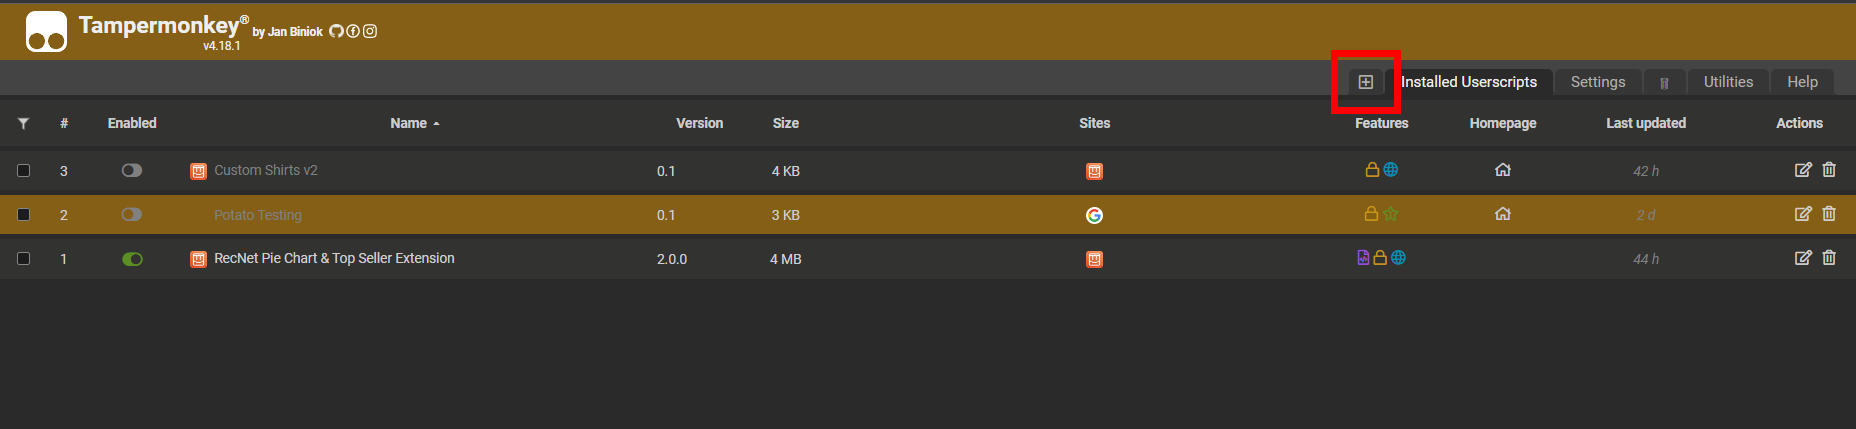 Tampermonkey® by Jan Biniok
v4.18.1
Installed Userscripts Settings Utilities Help
# Enabled Name Version Size Sites Features Homepage Last updated Actions
3 Custom Shirts v2 0.1 4 KB 42 h
2 Potato Testing 0.1 3 KB 2 d
1 RecNet Pie Chart & Top Seller Extension 2.0.0 4 MB 44 h